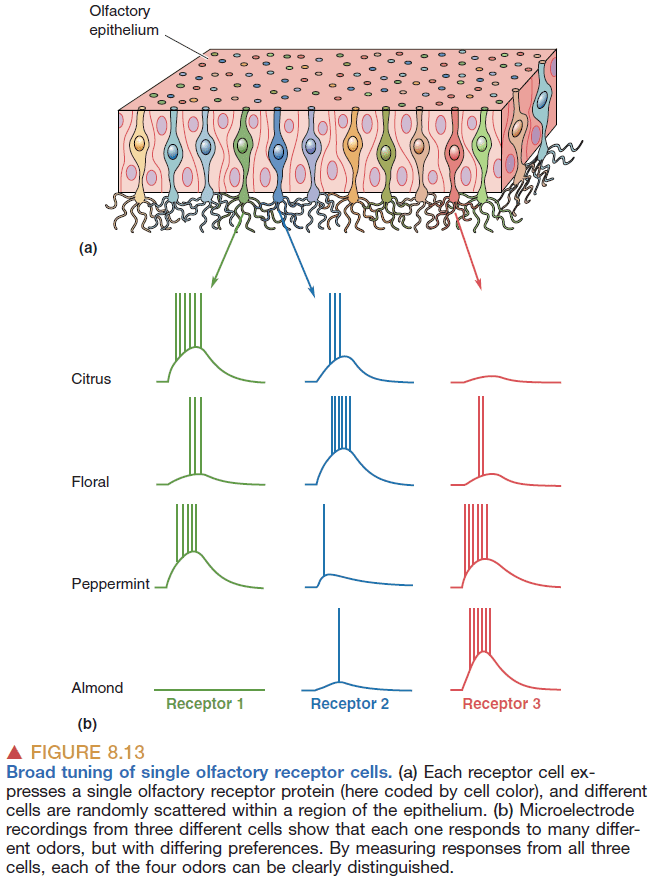 Olfactory
epithelium
(a)
Citrus
Floral
Peppermint
Almond
Receptor 1 Receptor 2 Receptor 3
(b)
▲ FIGURE 8.13
Broad tuning of single olfactory receptor cells. (a) Each receptor cell ex-
presses a single olfactory receptor protein (here coded by cell color), and different
cells are randomly scattered within a region of the epithelium. (b) Microelectrode
recordings from three different cells show that each one responds to many differ-
ent odors, but with differing preferences. By measuring responses from all three
cells, each of the four odors can be clearly distinguished.